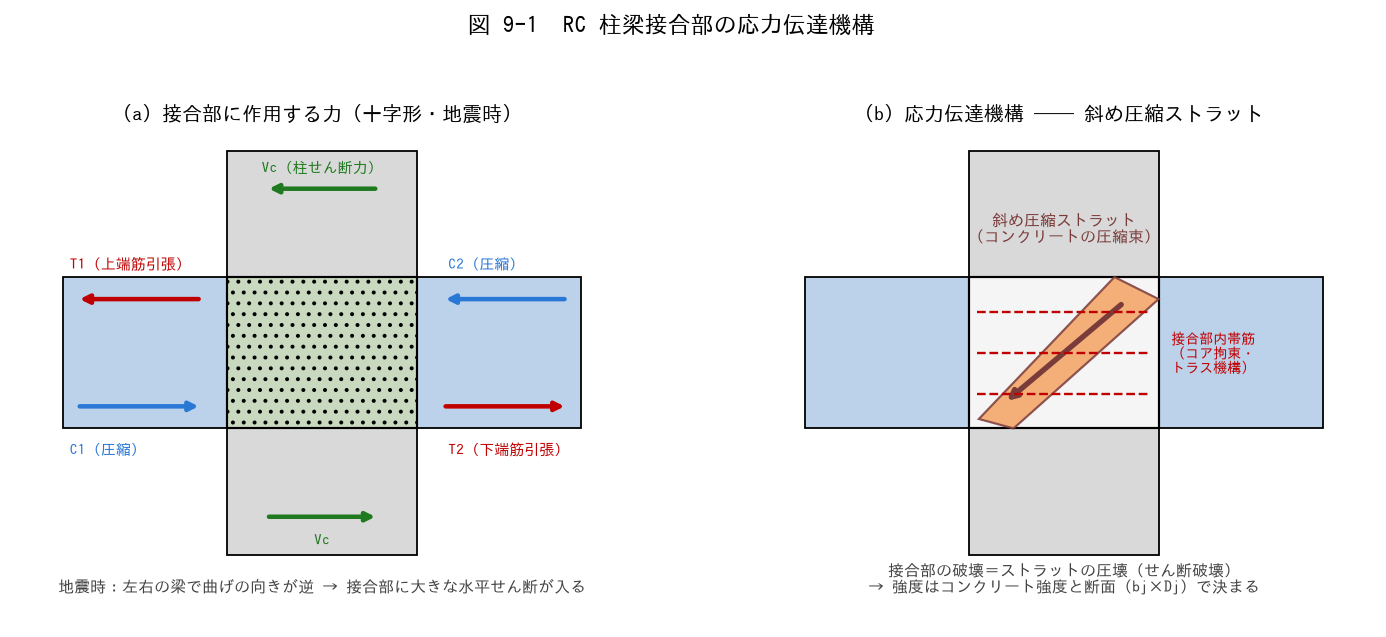 図 9-1　RC 柱梁接合部の応力伝達機構
(a) 接合部に作用する力（十字形・地震時）
Vc（柱せん断力）
T1（上端筋引張）
C2（圧縮）
C1（圧縮）
T2（下端筋引張）
Vc
地震時：左右の梁で曲げの向きが逆 → 接合部に大きな水平せん断が入る
(b) 応力伝達機構 ── 斜め圧縮ストラット
斜め圧縮ストラット
（コンクリートの圧縮束）
接合部内帯筋
（コア拘束・
トラス機構）
接合部の破壊＝ストラットの圧壊（せん断破壊）
→ 強度はコンクリート強度と断面（bj×Dj）で決まる